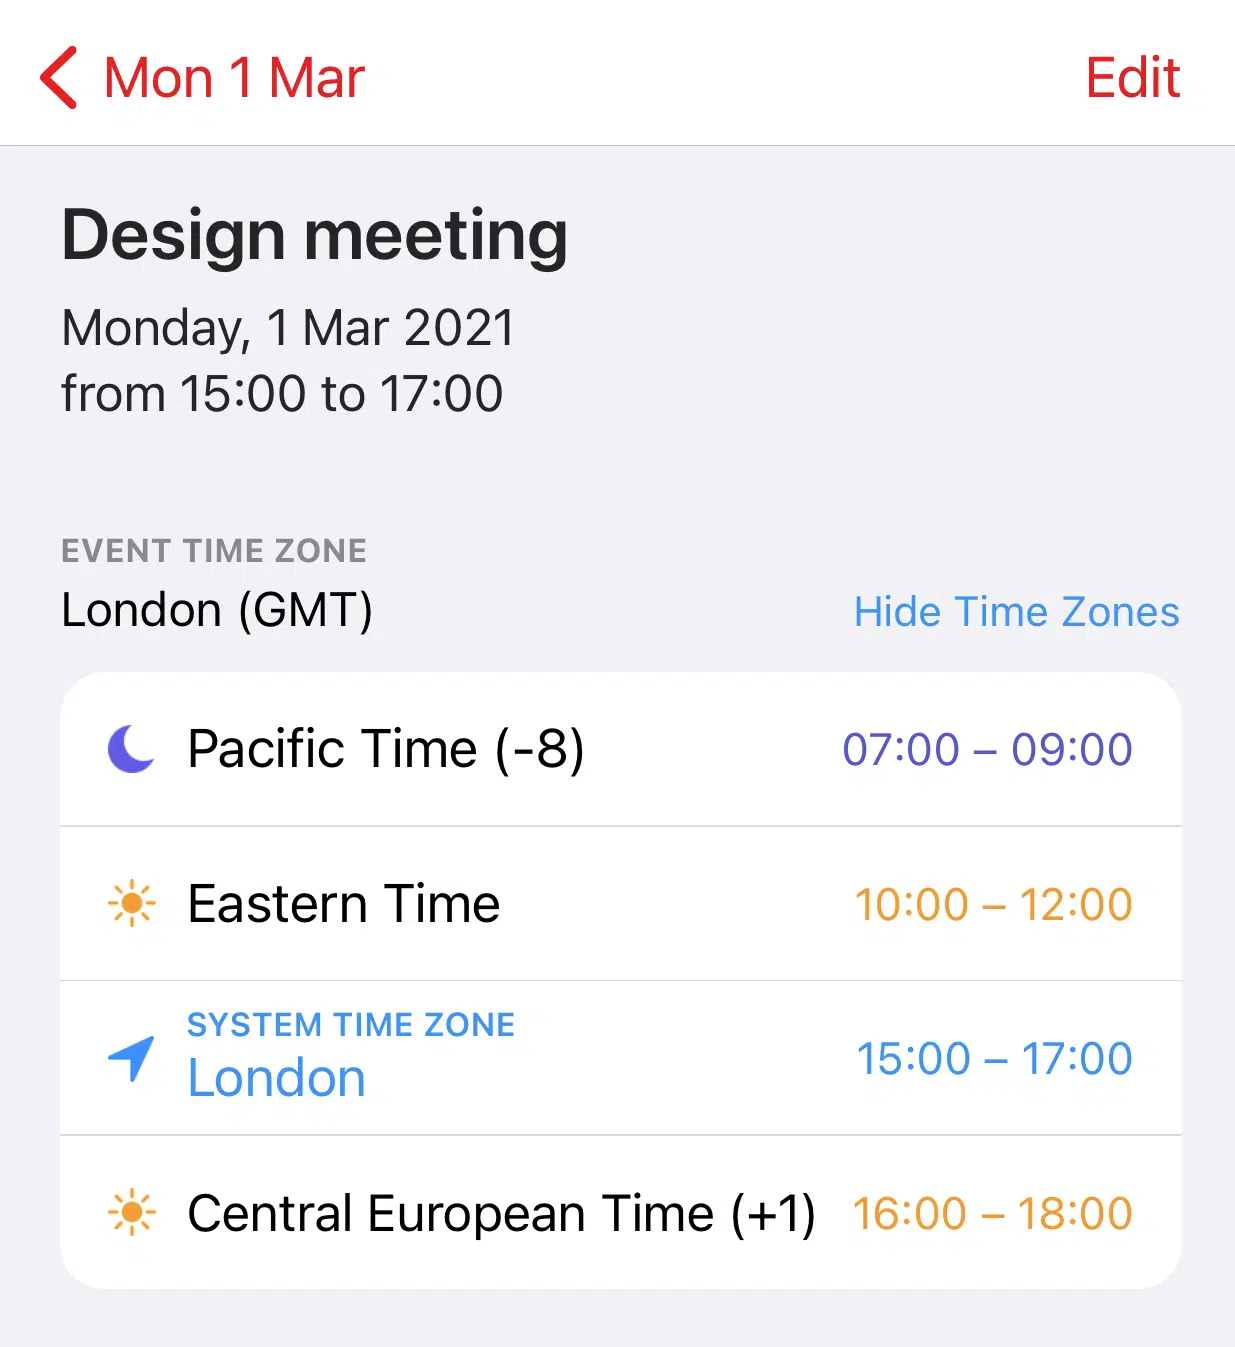 Mon 1 Mar
Edit
Design meeting
Monday, 1 Mar 2021
from 15:00 to 17:00
EVENT TIME ZONE
London (GMT)
Hide Time Zones
Pacific Time (-8)
07:00 – 09:00
Eastern Time
10:00 – 12:00
SYSTEM TIME ZONE
London
15:00 – 17:00
Central European Time (+1)
16:00 – 18:00